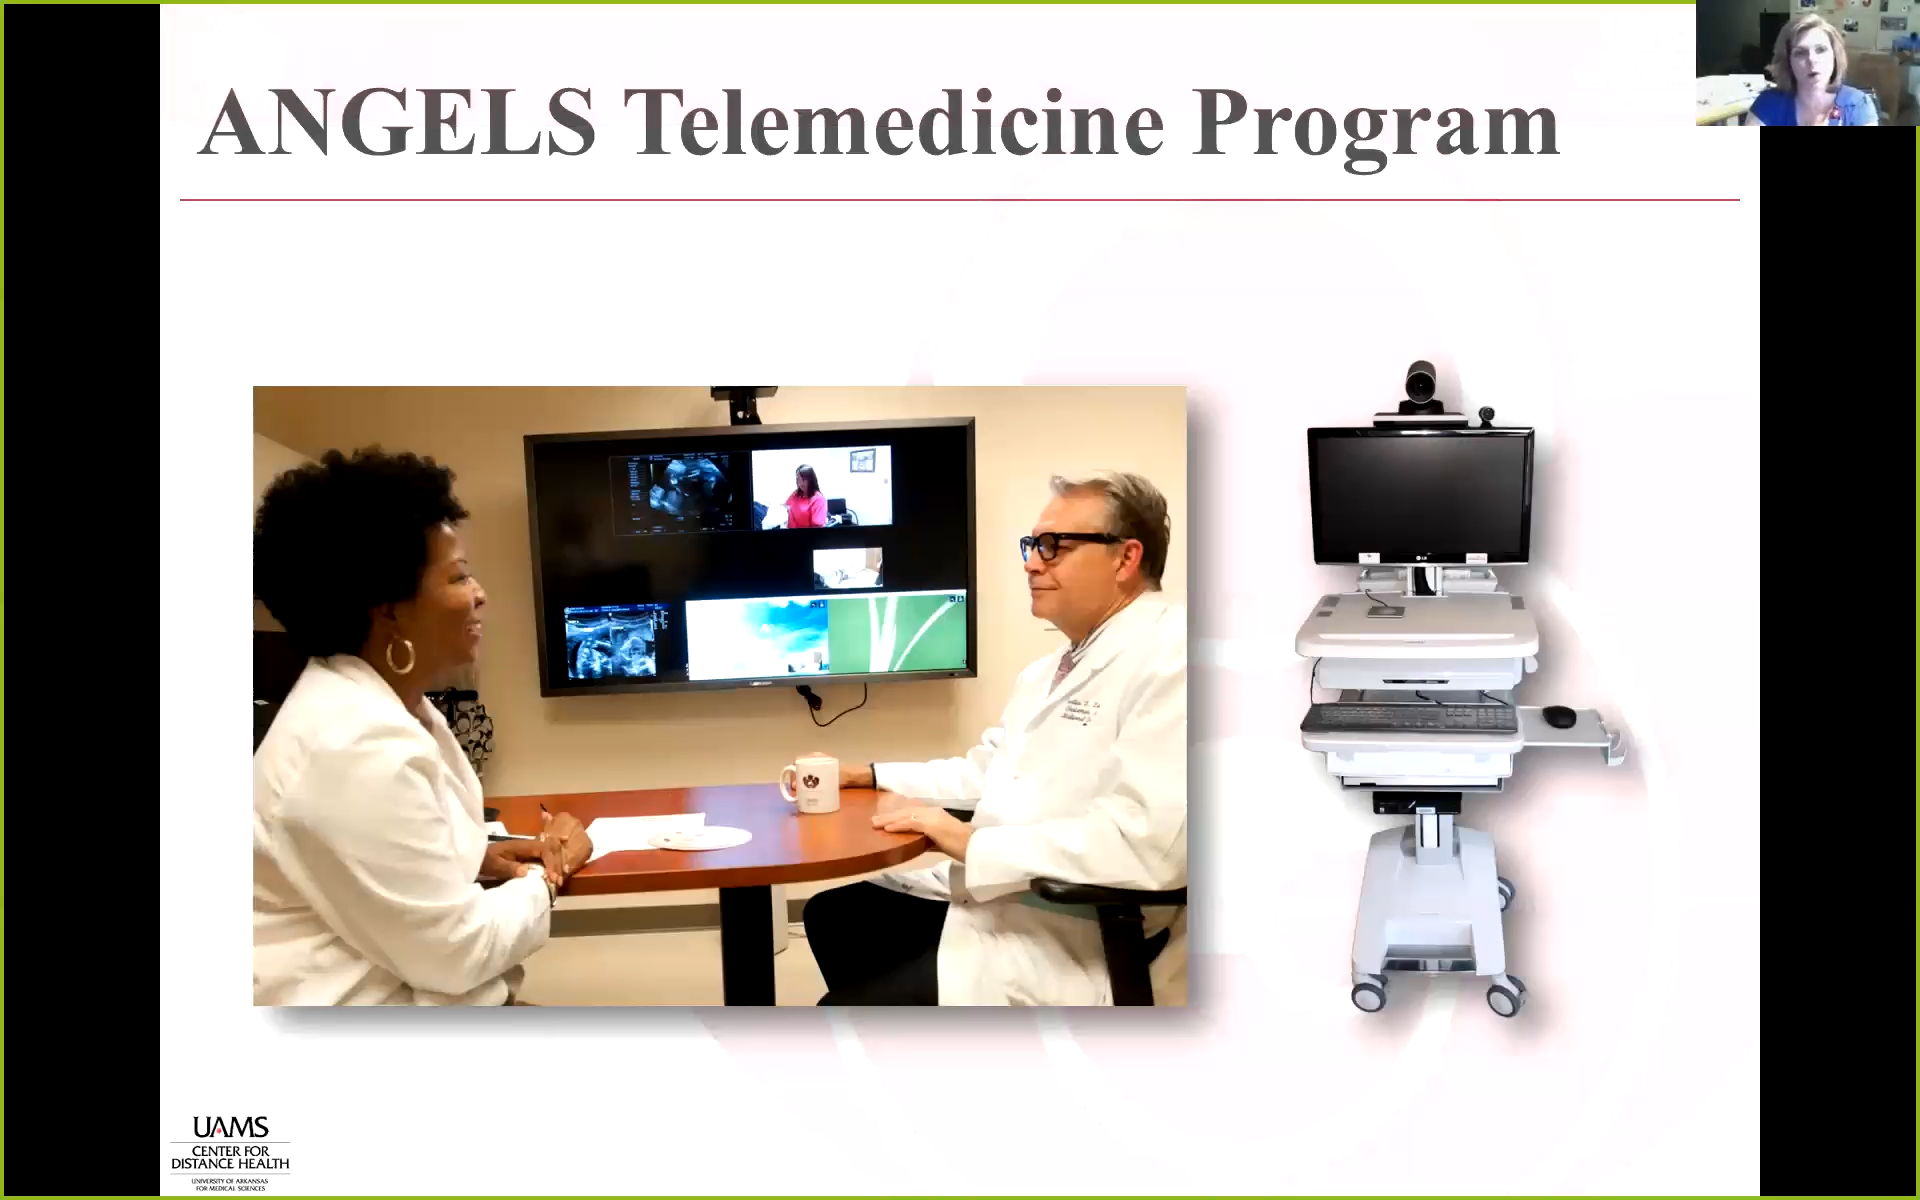 ANGELS Telemedicine Program
UAMS
CENTER FOR
DISTANCE HEALTH
UNIVERSITY OF ARKANSAS
FOR MEDICAL SCIENCES